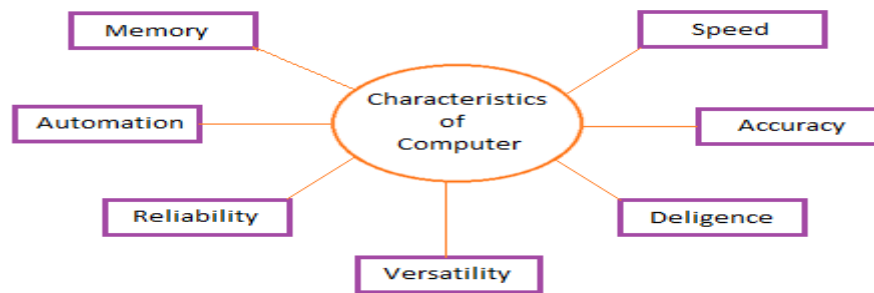 Memory
Speed
Characteristics
of
Computer
Automation
Accuracy
Reliability
Deligence
Versatility